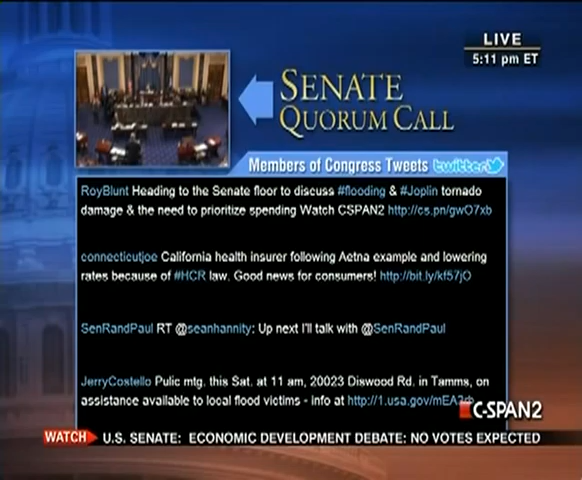 LIVE
5:11 pm ET
SENATE
QUORUM CALL
Members of Congress Tweets twitter
RoyBlunt Heading to the Senate floor to discuss #flooding & #Joplin tornado
damage & the need to prioritize spending Watch CSPAN2 http://cs.pn/gwO7xb
connecticutjoe California health insurer following Aetna example and lowering
rates because of #HCR law. Good news for consumers! http://bit.ly/kf57jO
SenRandPaul RT @seanhannity: Up next I'll talk with @SenRandPaul
JerryCostello Pulic mtg. this Sat. at 11 am, 20023 Diswood Rd. in Tamms, on
assistance available to local flood victims - info at
C-SPAN2
WATCH U.S. SENATE: ECONOMIC DEVELOPMENT DEBATE: NO VOTES EXPECTED